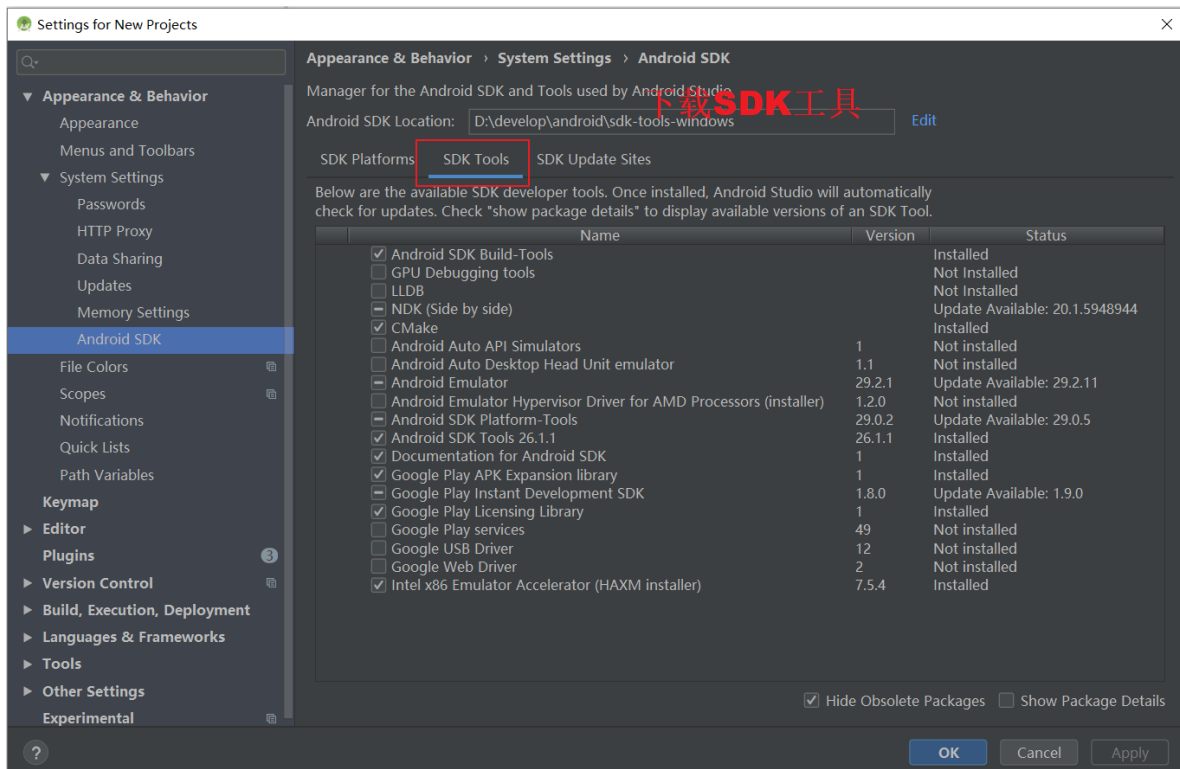 Settings for New Projects
Appearance & Behavior
Appearance
Menus and Toolbars
System Settings
Passwords
HTTP Proxy
Data Sharing
Updates
Memory Settings
Android SDK
File Colors
Scopes
Notifications
Quick Lists
Path Variables
Keymap
Editor
Plugins 3
Version Control
Build, Execution, Deployment
Languages & Frameworks
Tools
Other Settings
Experimental
?
Appearance & Behavior › System Settings › Android SDK
Manager for the Android SDK and Tools used by Android Studio
下载SDK工具
Android SDK Location: D:\develop\android\sdk-tools-windows Edit
SDK Platforms SDK Tools SDK Update Sites
Below are the available SDK developer tools. Once installed, Android Studio will automatically
check for updates. Check "show package details" to display available versions of an SDK Tool.
Name Version Status
Android SDK Build-Tools Installed
GPU Debugging tools Not Installed
LLDB Not Installed
NDK (Side by side) Update Available: 20.1.5948944
CMake Installed
Android Auto API Simulators 1 Not installed
Android Auto Desktop Head Unit emulator 1.1 Not installed
Android Emulator 29.2.1 Update Available: 29.2.11
Android Emulator Hypervisor Driver for AMD Processors (installer) 1.2.0 Not installed
Android SDK Platform-Tools 29.0.2 Update Available: 29.0.5
Android SDK Tools 26.1.1 26.1.1 Installed
Documentation for Android SDK 1 Installed
Google Play APK Expansion library 1 Installed
Google Play Instant Development SDK 1.8.0 Update Available: 1.9.0
Google Play Licensing Library 1 Installed
Google Play services 49 Not installed
Google USB Driver 12 Not installed
Google Web Driver 2 Not installed
Intel x86 Emulator Accelerator (HAXM installer) 7.5.4 Installed
Hide Obsolete Packages Show Package Details
OK Cancel Apply